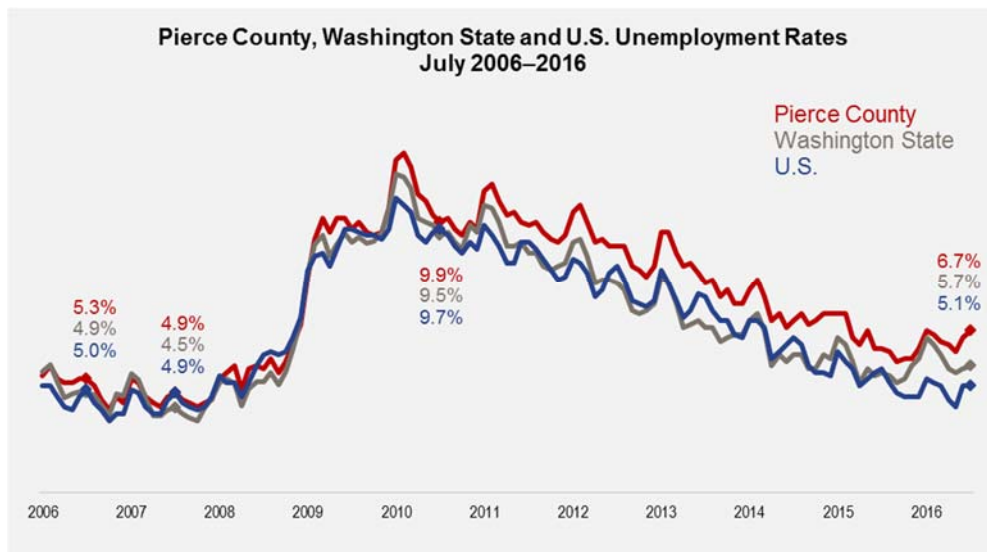 Pierce County, Washington State and U.S. Unemployment Rates
July 2006–2016
Pierce County
Washington State
U.S.
5.3%
4.9%
5.0%
4.9%
4.5%
4.9%
9.9%
9.5%
9.7%
6.7%
5.7%
5.1%
2006 2007 2008 2009 2010 2011 2012 2013 2014 2015 2016